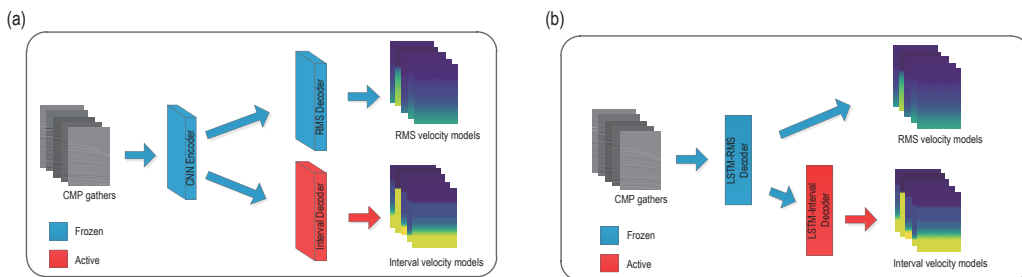 (a)
CMP gathers
CNN Encoder
RMS Decoder
RMS velocity models
Interval Decoder
Interval velocity models
Frozen
Active
(b)
CMP gathers
LSTM-RMS
Decoder
RMS velocity models
LSTM-Interval
Decoder
Interval velocity models
Frozen
Active